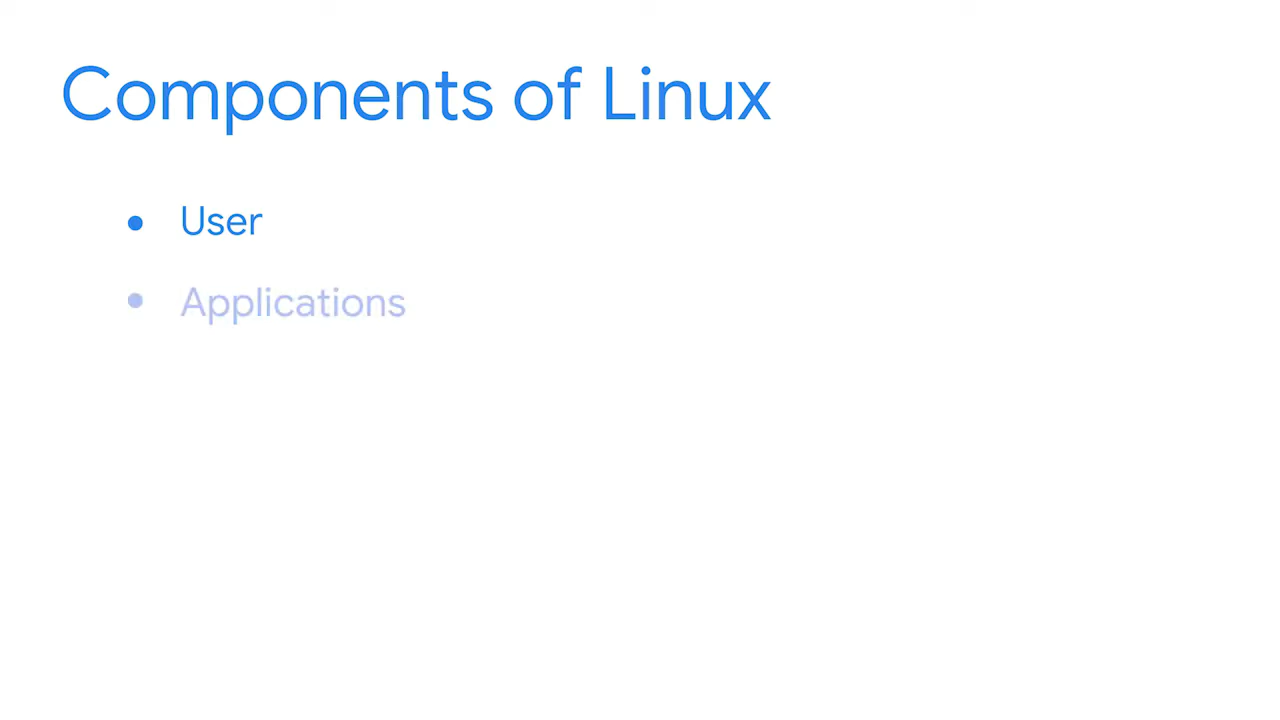 Components of Linux
• User
• Applications